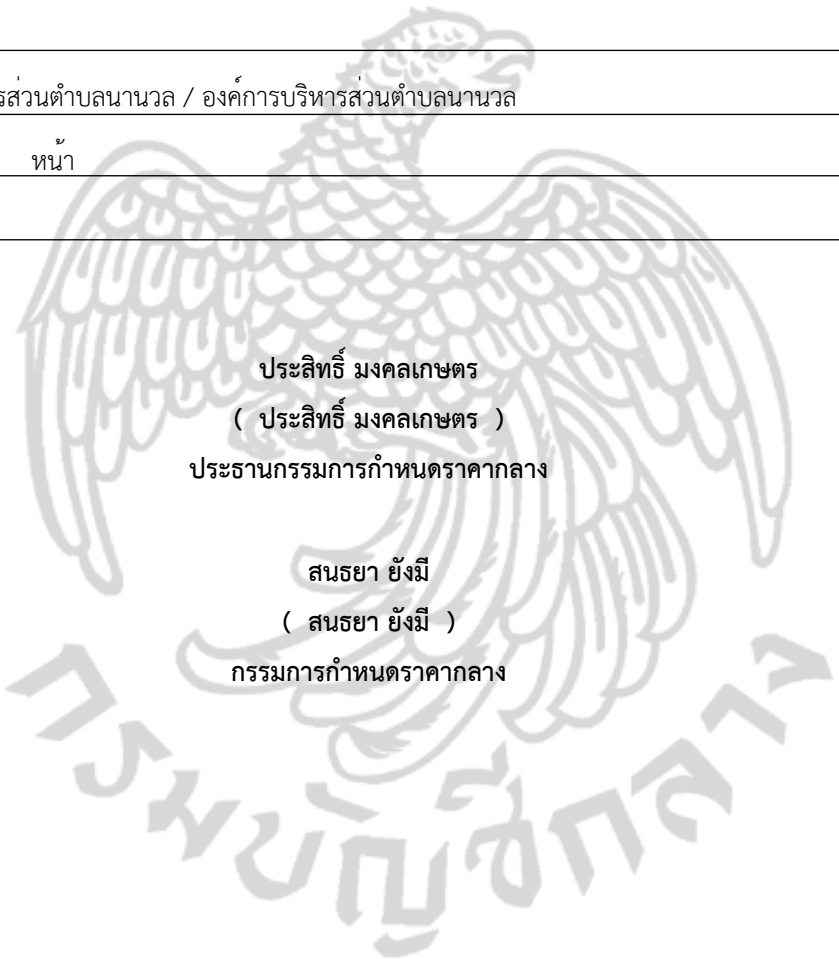 รส่วนตำบลนานวล / องค์การบริหารส่วนตำบลนานวล
หน้า
ประสิทธิ์ มงคลเกษตร
( ประสิทธิ์ มงคลเกษตร )
ประธานกรรมการกำหนดราคากลาง
สนธยา ยังมี
( สนธยา ยังมี )
กรรมการกำหนดราคากลาง
กรมบัญชีกลาง